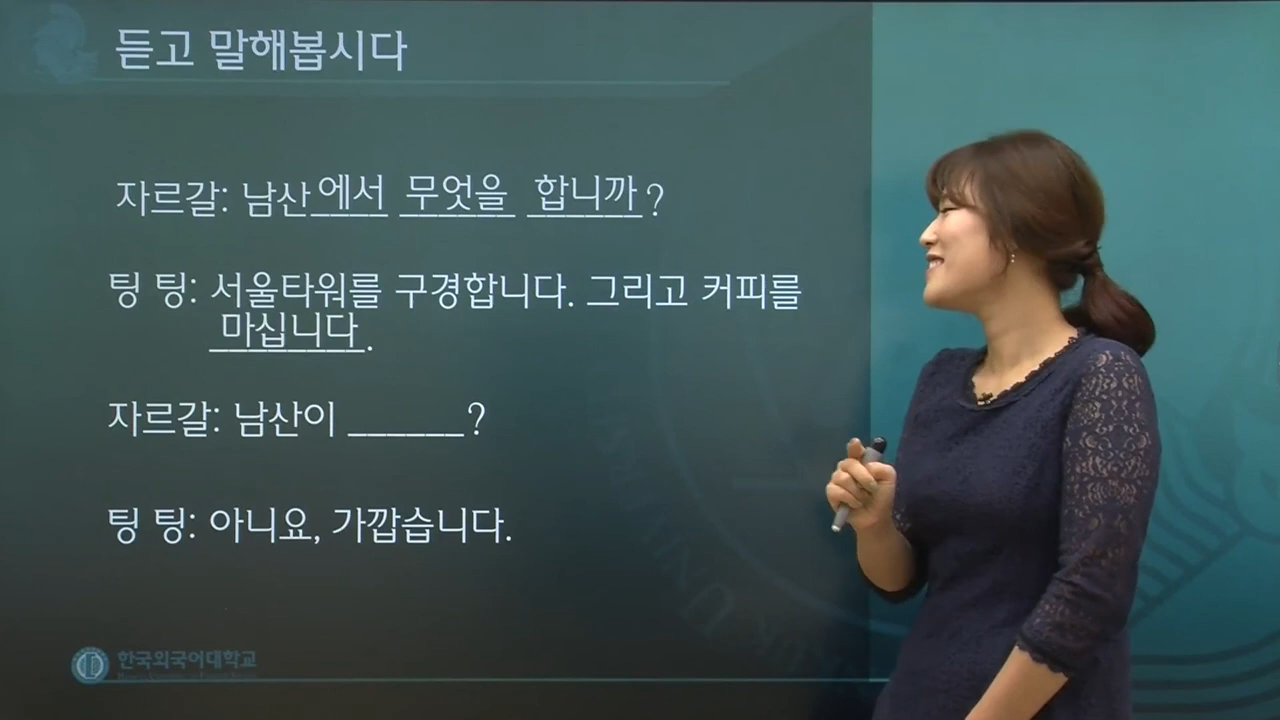 듣고 말해봅시다
자르갈: 남산에서 무엇을 합니까?
팅 팅: 서울타워를 구경합니다. 그리고 커피를
마십니다.
자르갈: 남산이 ______?
팅 팅: 아니요, 가깝습니다.
한국외국어대학교